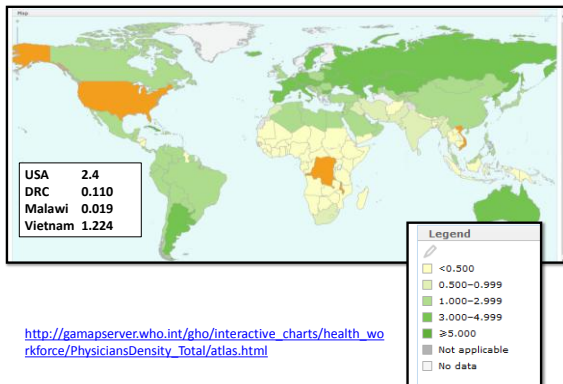 Map
USA 2.4
DRC 0.110
Malawi 0.019
Vietnam 1.224
Legend
<0.500
0.500–0.999
1.000–2.999
3.000–4.999
≥5.000
Not applicable
No data
http://gamapserver.who.int/gho/interactive_charts/health_wo
rkforce/PhysiciansDensity_Total/atlas.html